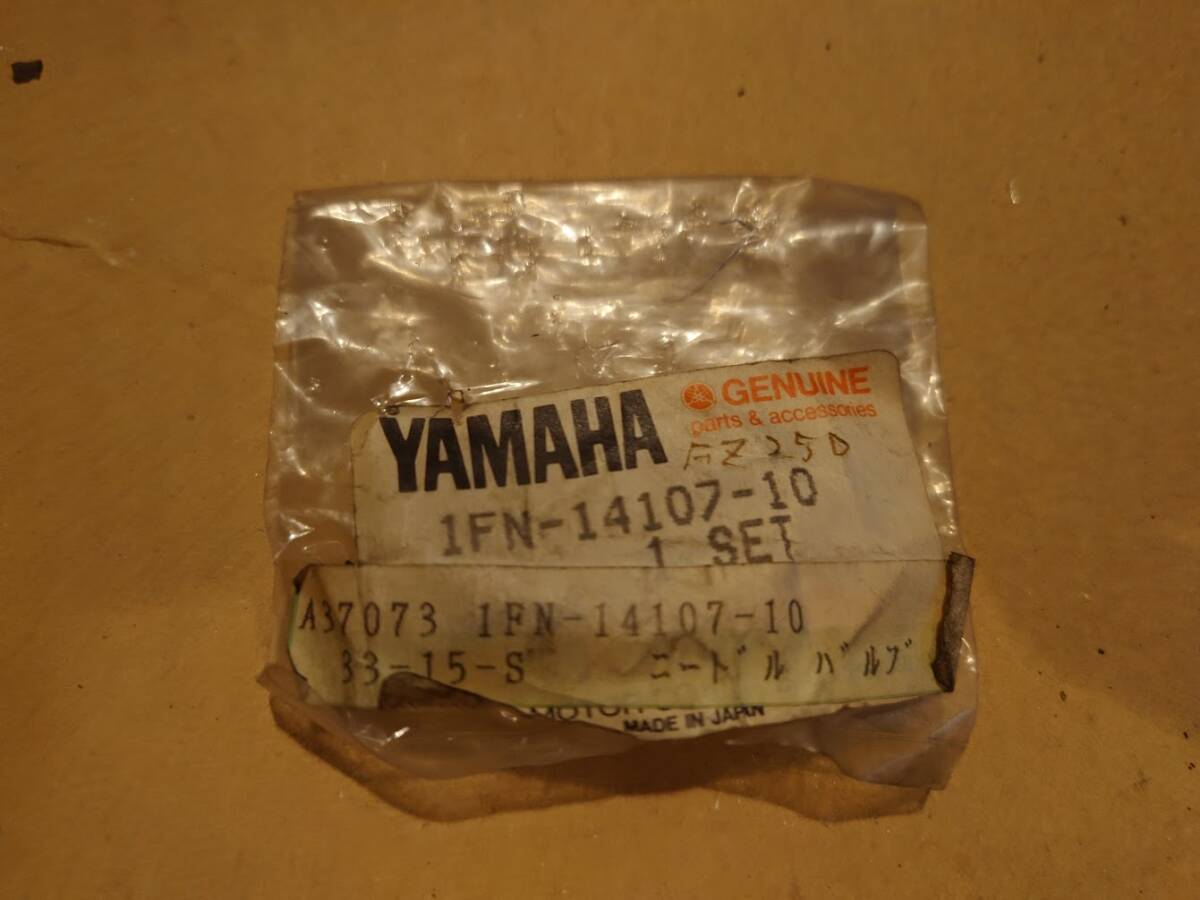 YAMAHA
GENUINE
parts & accessories
FZ250
1FN-14107-10
1 SET
A37073 1FN-14107-10
33-15-S ニードル バルブ
MADE IN JAPAN